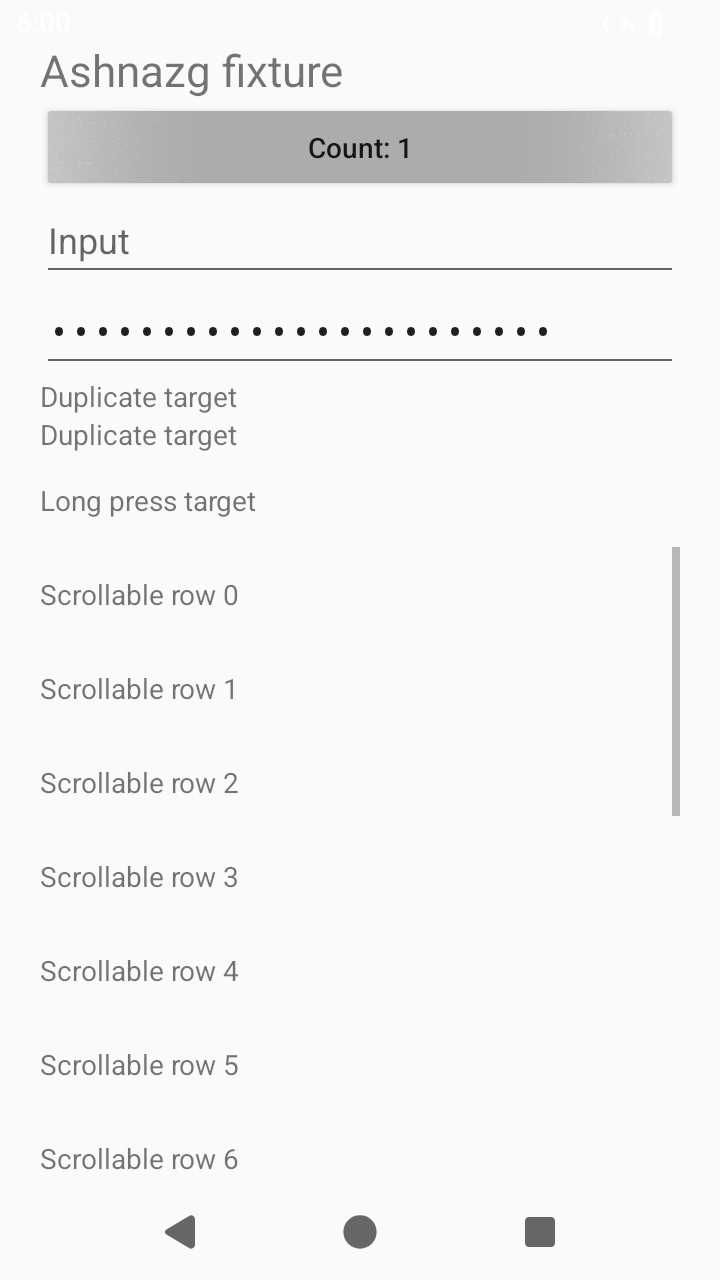 6:00
Ashnazg fixture
Count: 1
Input
•••••••••••••••••••••••
Duplicate target
Duplicate target
Long press target
Scrollable row 0
Scrollable row 1
Scrollable row 2
Scrollable row 3
Scrollable row 4
Scrollable row 5
Scrollable row 6